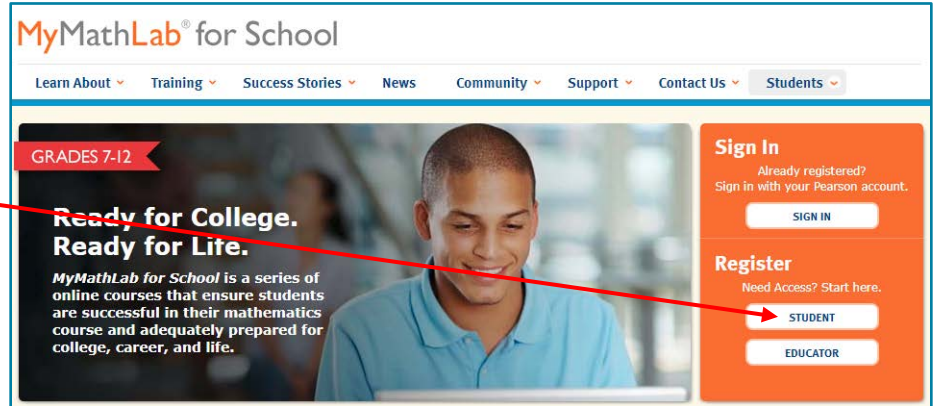 MyMathLab® for School
Learn About Training Success Stories News Community Support Contact Us Students
GRADES 7-12
Ready for College.
Ready for Life.
MyMathLab for School is a series of
online courses that ensure students
are successful in their mathematics
course and adequately prepared for
college, career, and life.
Sign In
Already registered?
Sign in with your Pearson account.
SIGN IN
Register
Need Access? Start here.
STUDENT
EDUCATOR